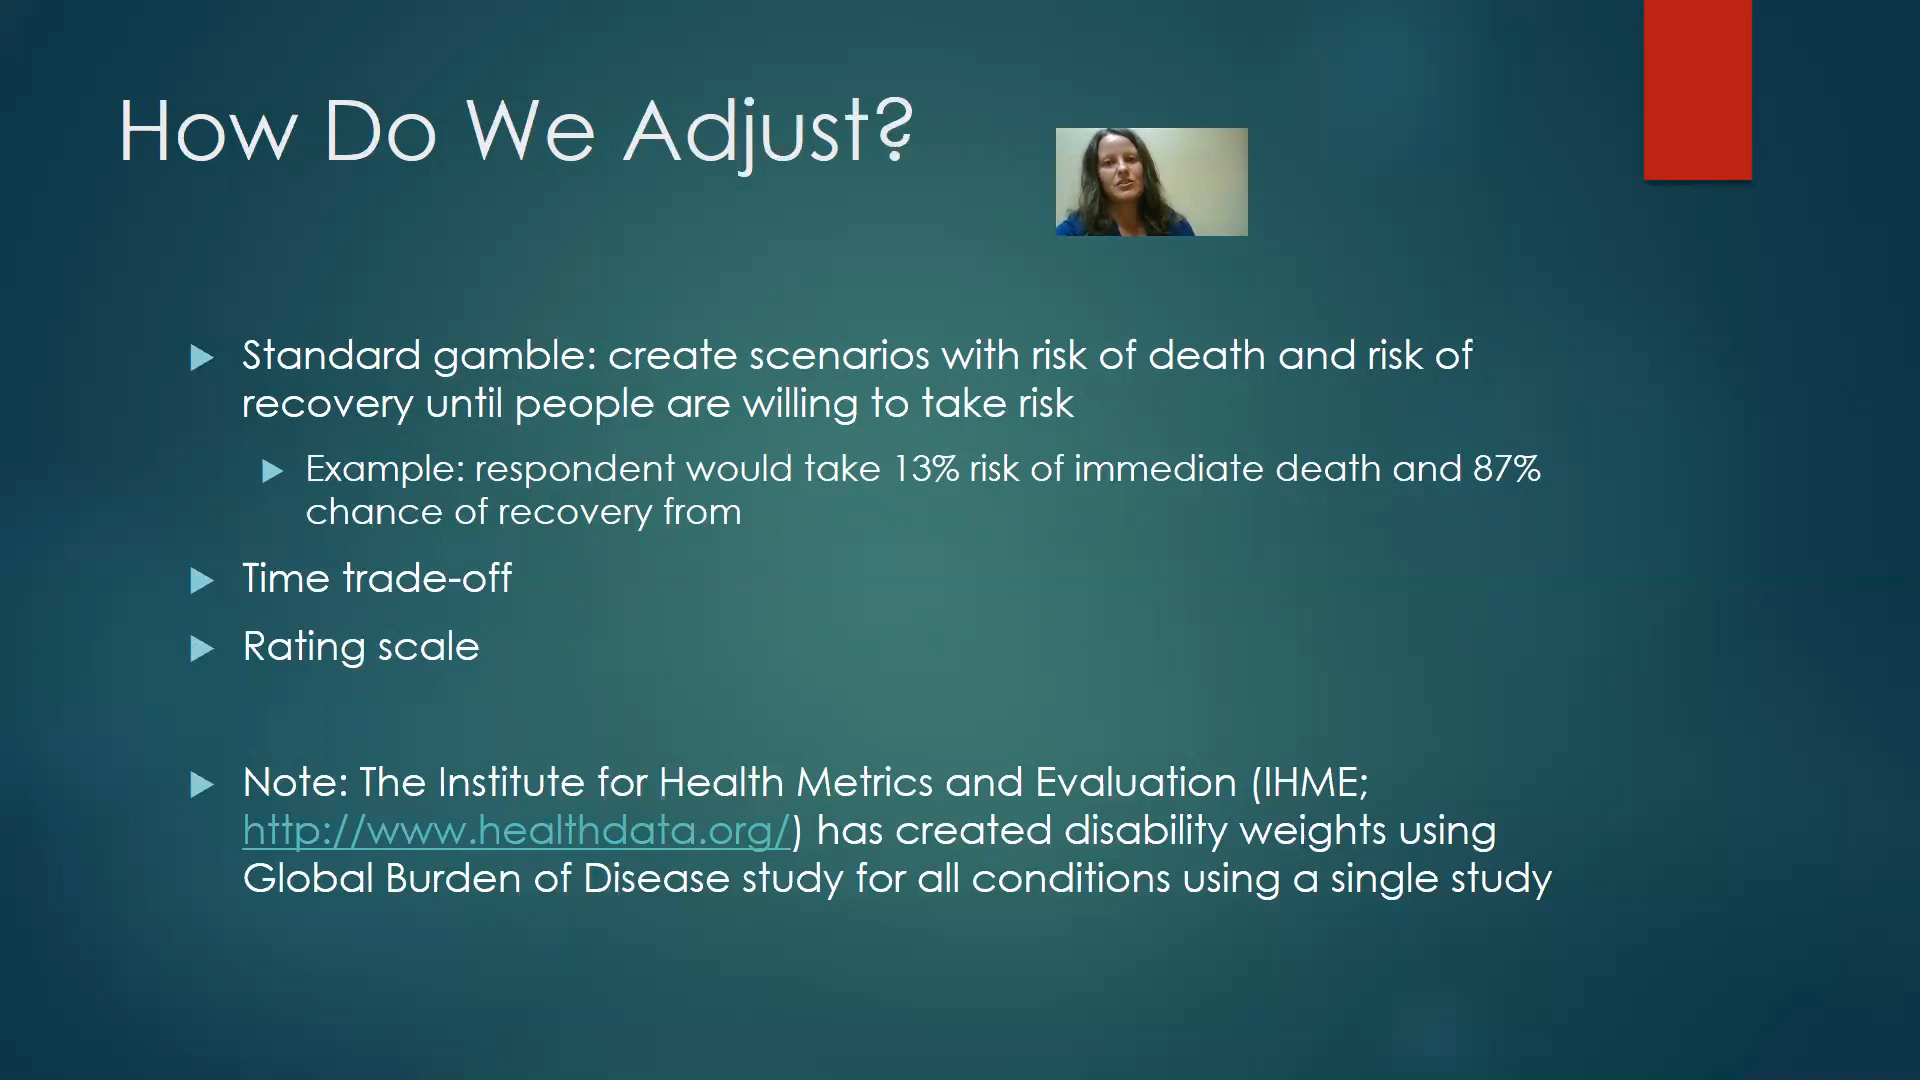 How Do We Adjust?
Standard gamble: create scenarios with risk of death and risk of
recovery until people are willing to take risk
Example: respondent would take 13% risk of immediate death and 87%
chance of recovery from
Time trade-off
Rating scale
Note: The Institute for Health Metrics and Evaluation (IHME;
http://www.healthdata.org/) has created disability weights using
Global Burden of Disease study for all conditions using a single study